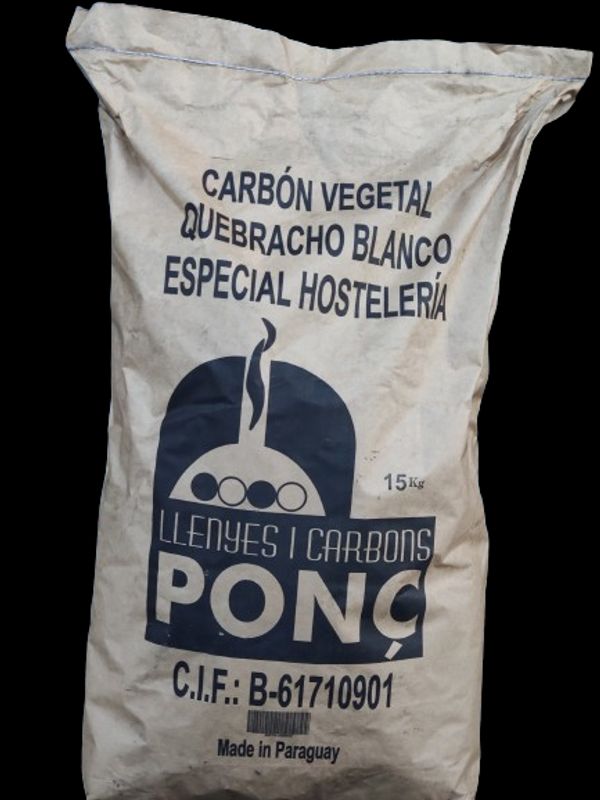 CARBÓN VEGETAL
QUEBRACHO BLANCO
ESPECIAL HOSTELERÍA
15Kg
LLENYES I CARBONS
PONÇ
C.I.F.: B-61710901
Made in Paraguay